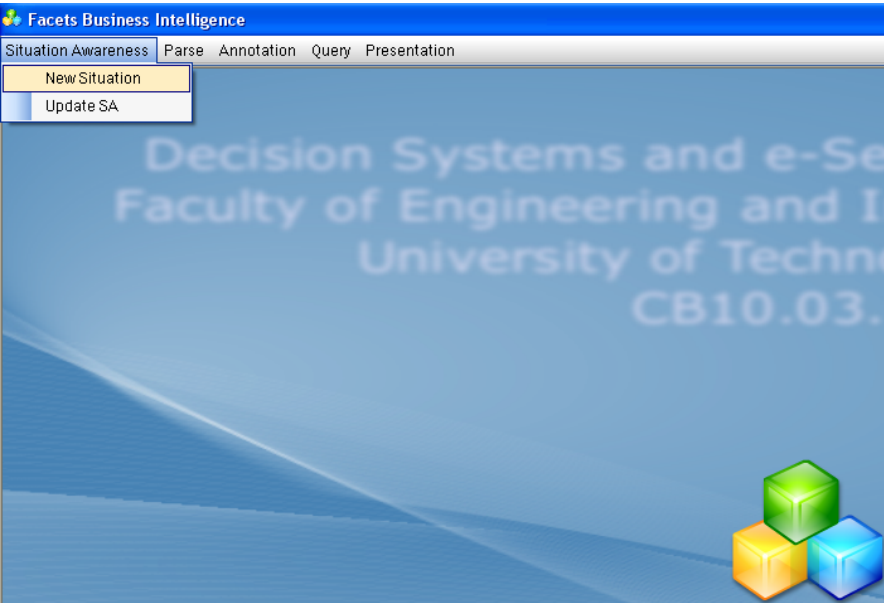 Facets Business Intelligence
Situation Awareness Parse Annotation Query Presentation
New Situation
Update SA
Decision Systems and e-Se
Faculty of Engineering and I
University of Techn
CB10.03.